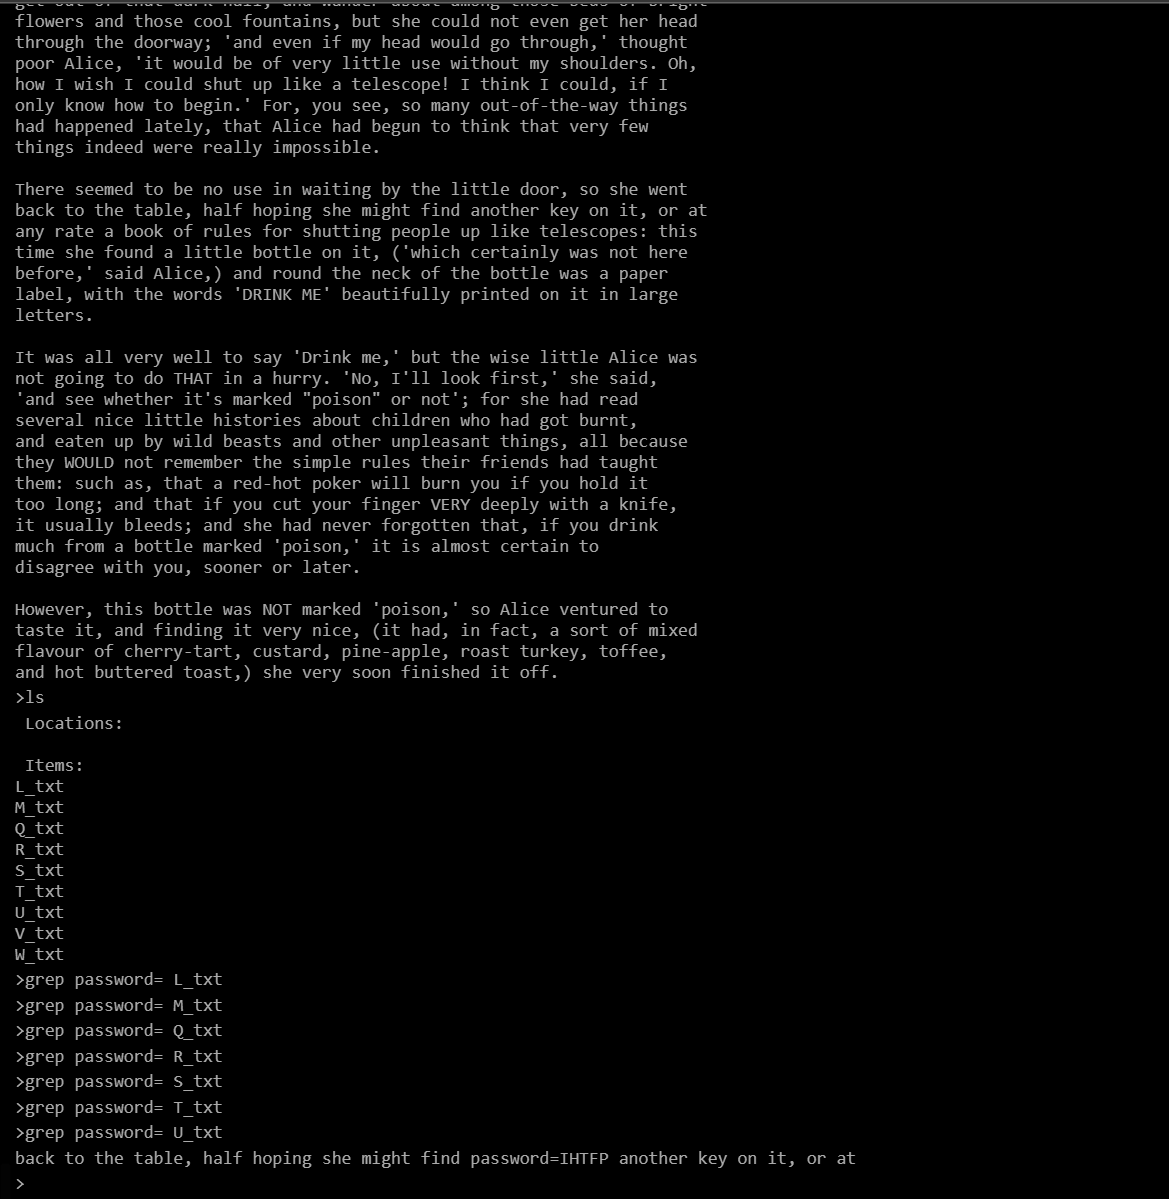 get out of that dark hall, and wander about among those beds of bright
flowers and those cool fountains, but she could not even get her head
through the doorway; 'and even if my head would go through,' thought
poor Alice, 'it would be of very little use without my shoulders. Oh,
how I wish I could shut up like a telescope! I think I could, if I
only know how to begin.' For, you see, so many out-of-the-way things
had happened lately, that Alice had begun to think that very few
things indeed were really impossible.

There seemed to be no use in waiting by the little door, so she went
back to the table, half hoping she might find another key on it, or at
any rate a book of rules for shutting people up like telescopes: this
time she found a little bottle on it, ('which certainly was not here
before,' said Alice,) and round the neck of the bottle was a paper
label, with the words 'DRINK ME' beautifully printed on it in large
letters.

It was all very well to say 'Drink me,' but the wise little Alice was
not going to do THAT in a hurry. 'No, I'll look first,' she said,
'and see whether it's marked "poison" or not'; for she had read
several nice little histories about children who had got burnt,
and eaten up by wild beasts and other unpleasant things, all because
they WOULD not remember the simple rules their friends had taught
them: such as, that a red-hot poker will burn you if you hold it
too long; and that if you cut your finger VERY deeply with a knife,
it usually bleeds; and she had never forgotten that, if you drink
much from a bottle marked 'poison,' it is almost certain to
disagree with you, sooner or later.

However, this bottle was NOT marked 'poison,' so Alice ventured to
taste it, and finding it very nice, (it had, in fact, a sort of mixed
flavour of cherry-tart, custard, pine-apple, roast turkey, toffee,
and hot buttered toast,) she very soon finished it off.
>ls
Locations:

Items:
L_txt
M_txt
Q_txt
R_txt
S_txt
T_txt
U_txt
V_txt
W_txt
>grep password= L_txt
>grep password= M_txt
>grep password= Q_txt
>grep password= R_txt
>grep password= S_txt
>grep password= T_txt
>grep password= U_txt
back to the table, half hoping she might find password=IHTFP another key on it, or at
>